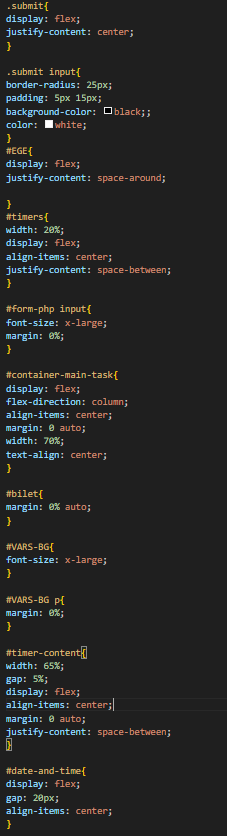 .submit{
display: flex;
justify-content: center;
}
.submit input{
border-radius: 25px;
padding: 5px 15px;
background-color: black;;
color: white;
}
#EGE{
display: flex;
justify-content: space-around;
}
#timers{
width: 20%;
display: flex;
align-items: center;
justify-content: space-between;
}
#form-php input{
font-size: x-large;
margin: 0%;
}
#container-main-task{
display: flex;
flex-direction: column;
align-items: center;
margin: 0 auto;
width: 70%;
text-align: center;
}
#bilet{
margin: 0% auto;
}
#VARS-BG{
font-size: x-large;
}
#VARS-BG p{
margin: 0%;
}
#timer-content{
width: 65%;
gap: 5%;
display: flex;
align-items: center;
margin: 0 auto;
justify-content: space-between;
}
#date-and-time{
display: flex;
gap: 20px;
align-items: center;
}